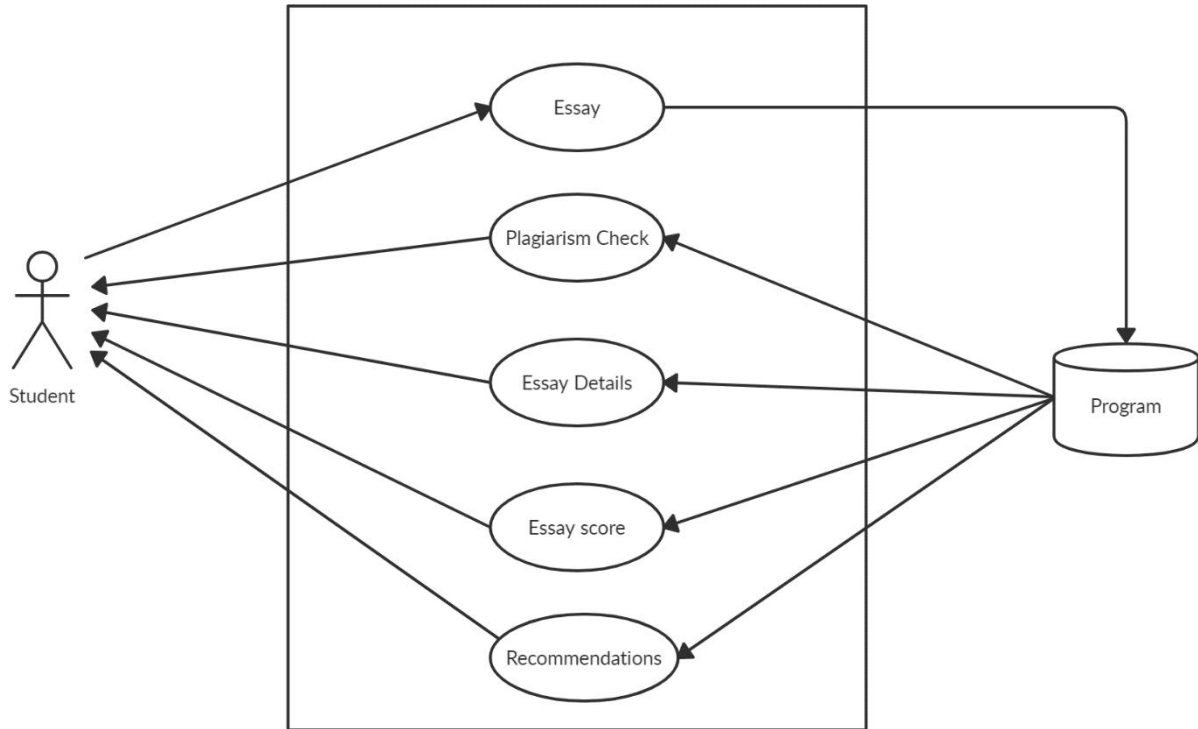 Essay
Plagiarism Check
Student
Essay Details
Program
Essay score
Recommendations